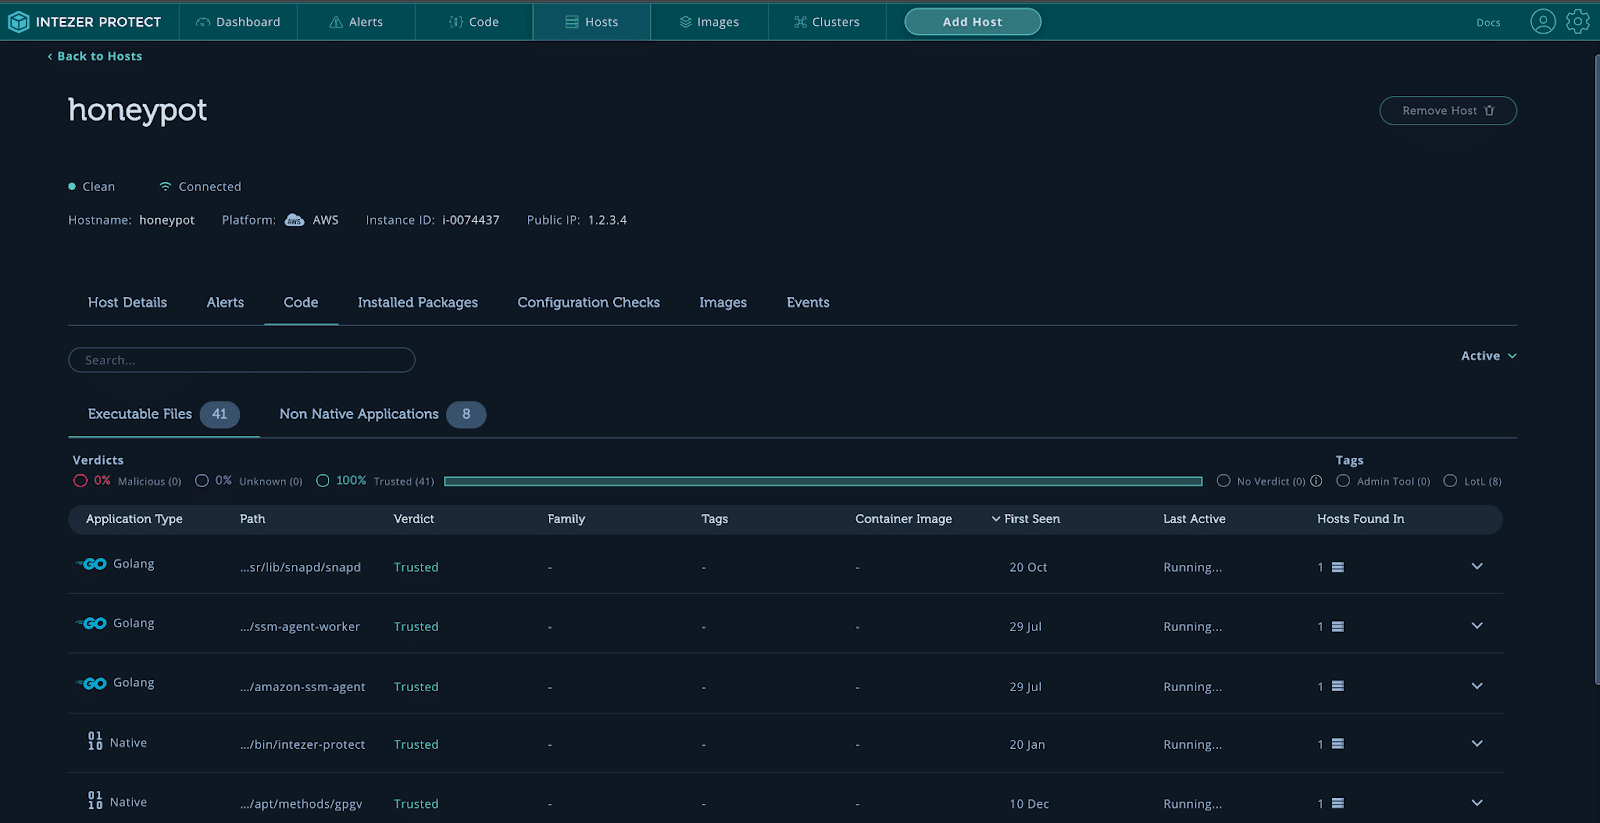 INTEZER PROTECT Dashboard Alerts Code Hosts Images Clusters Add Host Docs
‹ Back to Hosts
honeypot
Remove Host
Clean Connected
Hostname: honeypot Platform: AWS AWS Instance ID: i-0074437 Public IP: 1.2.3.4
Host Details Alerts Code Installed Packages Configuration Checks Images Events
Search...
Active
Executable Files 41 Non Native Applications 8
Verdicts Tags
0% Malicious (0) 0% Unknown (0) 100% Trusted (41) No Verdict (0) Admin Tool (0) LotL (8)
Application Type Path Verdict Family Tags Container Image First Seen Last Active Hosts Found In
GO Golang ...sr/lib/snapd/snapd Trusted - - - 20 Oct Running... 1
GO Golang .../ssm-agent-worker Trusted - - - 29 Jul Running... 1
GO Golang .../amazon-ssm-agent Trusted - - - 29 Jul Running... 1
01
10 Native .../bin/intezer-protect Trusted - - - 20 Jan Running... 1
01
10 Native .../apt/methods/gpgv Trusted - - - 10 Dec Running... 1